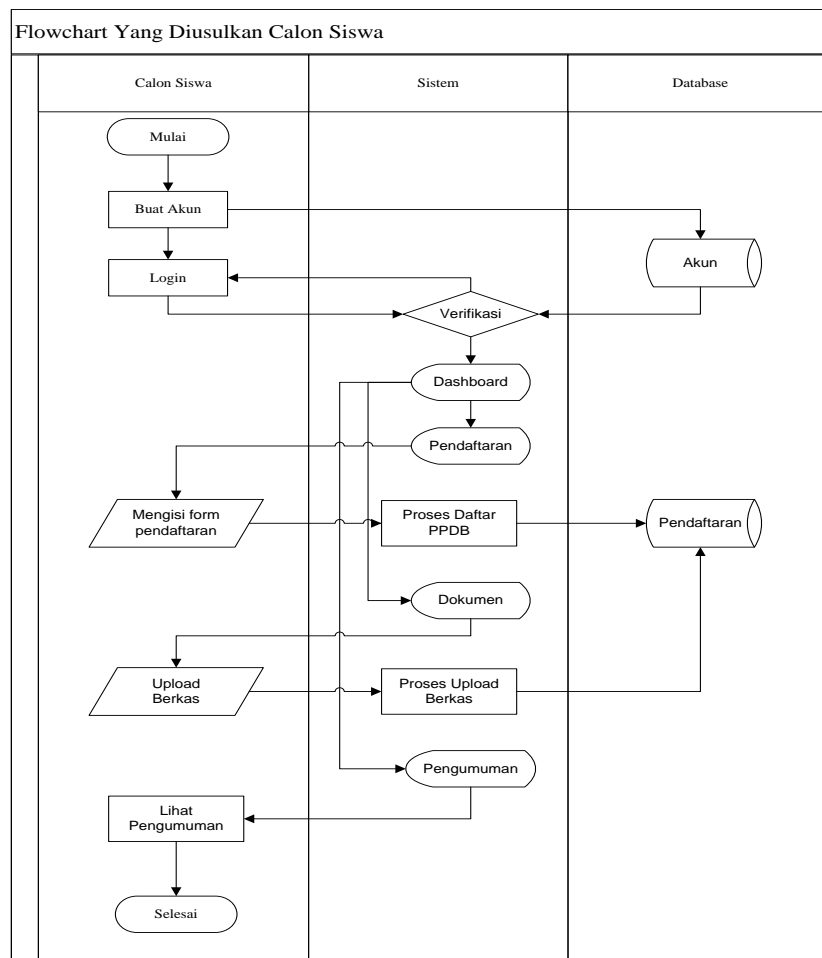 Flowchart Yang Diusulkan Calon Siswa
Calon Siswa
Sistem
Database
Mulai
Buat Akun
Akun
Login
Verifikasi
Dashboard
Pendaftaran
Mengisi form
pendaftaran
Proses Daftar
PPDB
Pendaftaran
Dokumen
Upload
Berkas
Proses Upload
Berkas
Pengumuman
Lihat
Pengumuman
Selesai